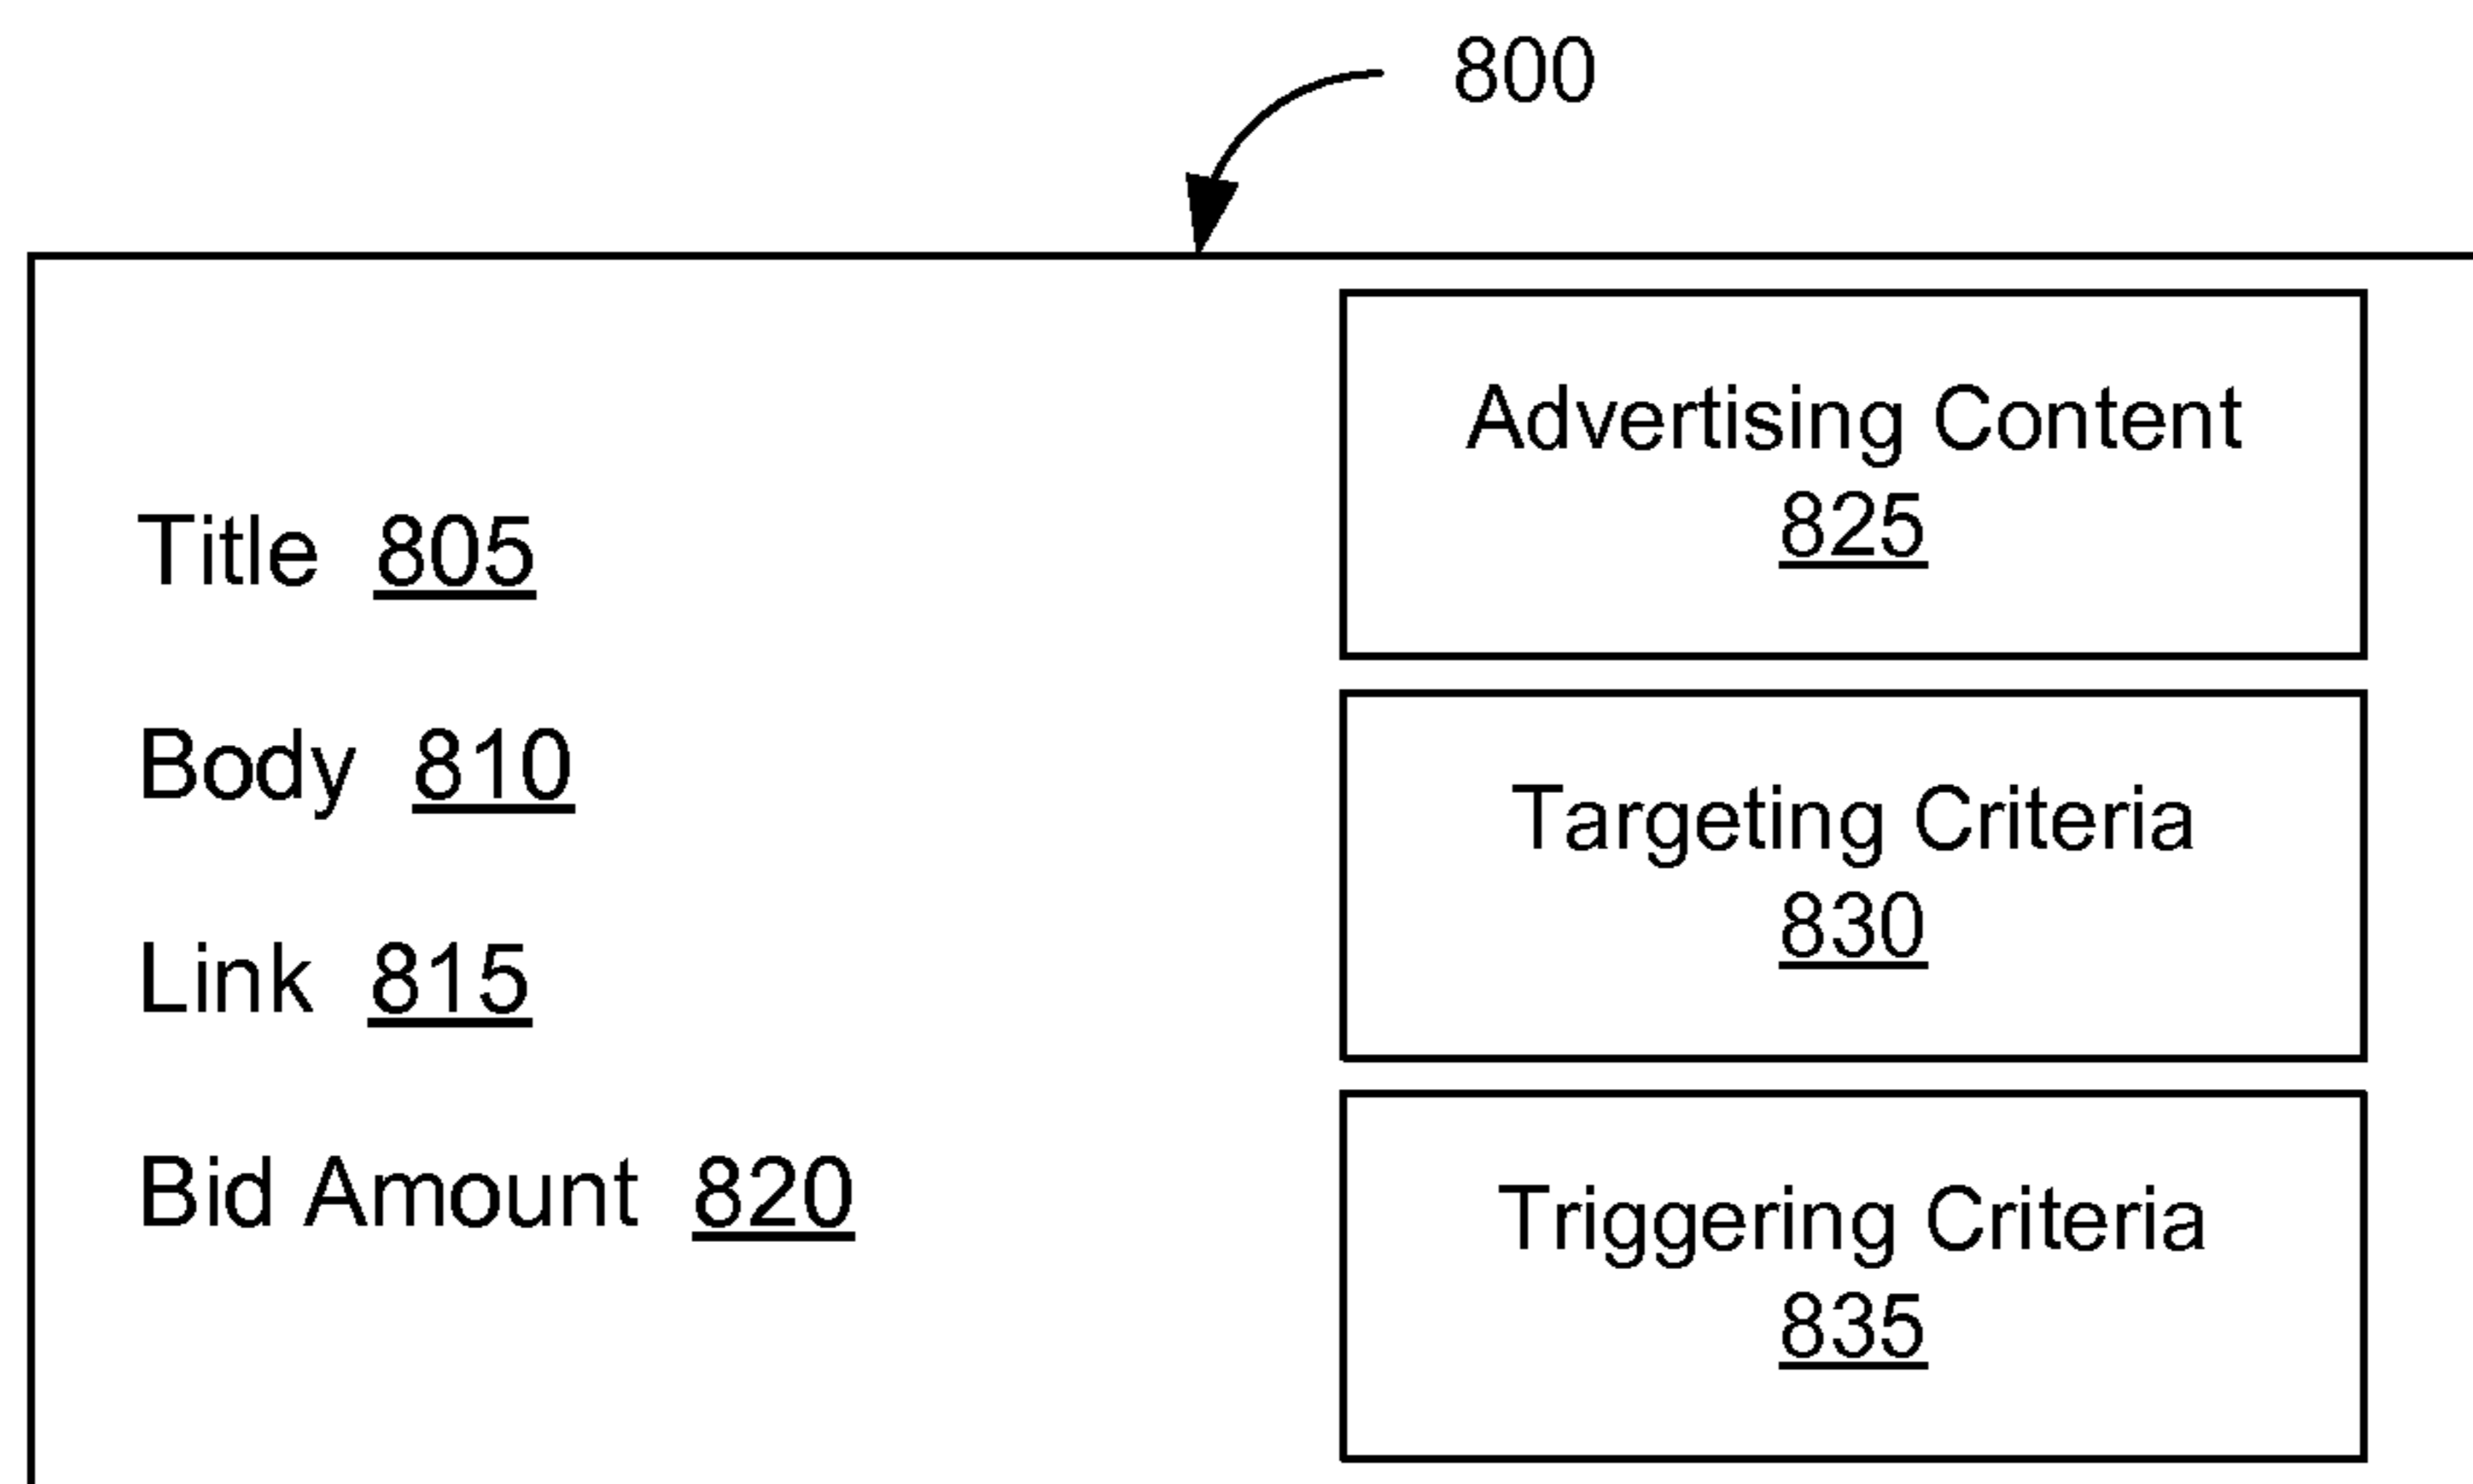 800
Title 805
Body 810
Link 815
Bid Amount 820
Advertising Content
825
Targeting Criteria
830
Triggering Criteria
835